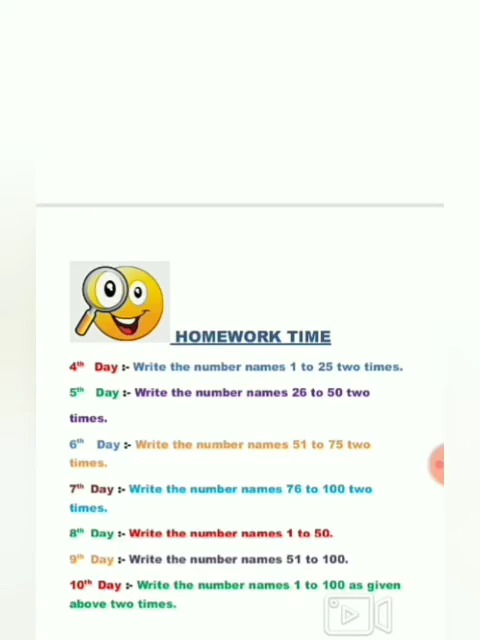 HOMEWORK TIME
4th Day :- Write the number names 1 to 25 two times.
5th Day :- Write the number names 26 to 50 two
times.
6th Day :- Write the number names 51 to 75 two
times.
7th Day :- Write the number names 76 to 100 two
times.
8th Day :- Write the number names 1 to 50.
9th Day :- Write the number names 51 to 100.
10th Day :- Write the number names 1 to 100 as given
above two times.